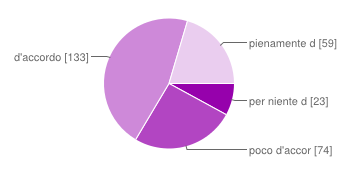 pienamente d [59]
d'accordo [133]
per niente d [23]
poco d'accor [74]